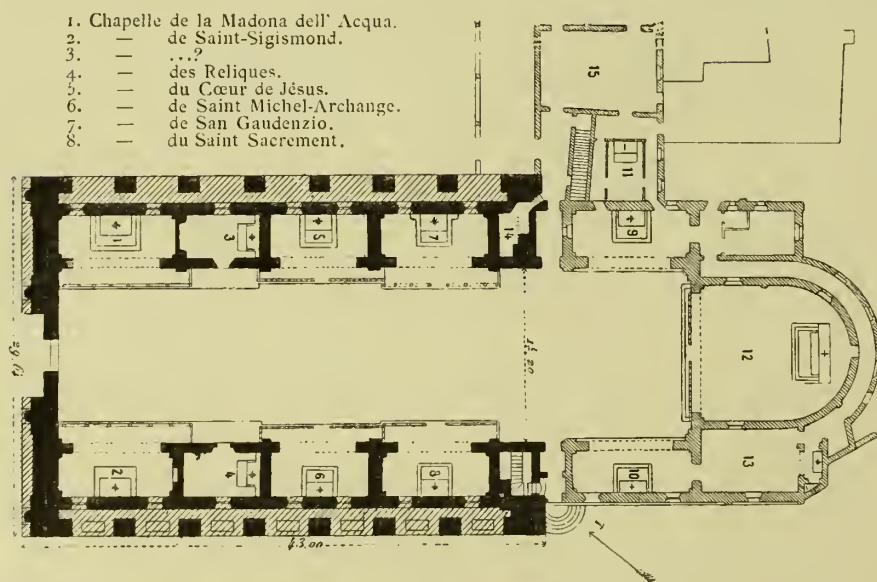 1. Chapelle de la Madona dell' Acqua.
2. — de Saint-Sigismond.
3. — ...?
4. — des Reliques.
5. — du Cœur de Jésus.
6. — de Saint Michel-Archange.
7. — de San Gaudenzio.
8. — du Saint Sacrement.
15
11
1
3
5
7
14
9
12
2
4
6
8
10
13
43,00